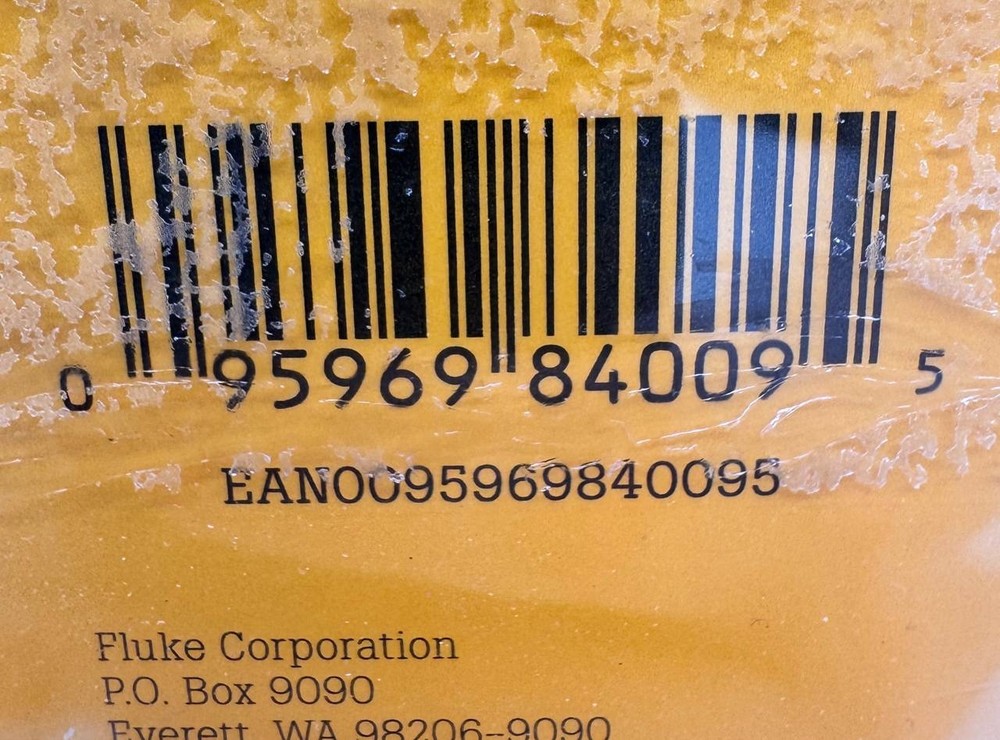 0 95969 84009 5
EAN0095969840095
Fluke Corporation
P.O. Box 9090
Everett, WA 98206-9090